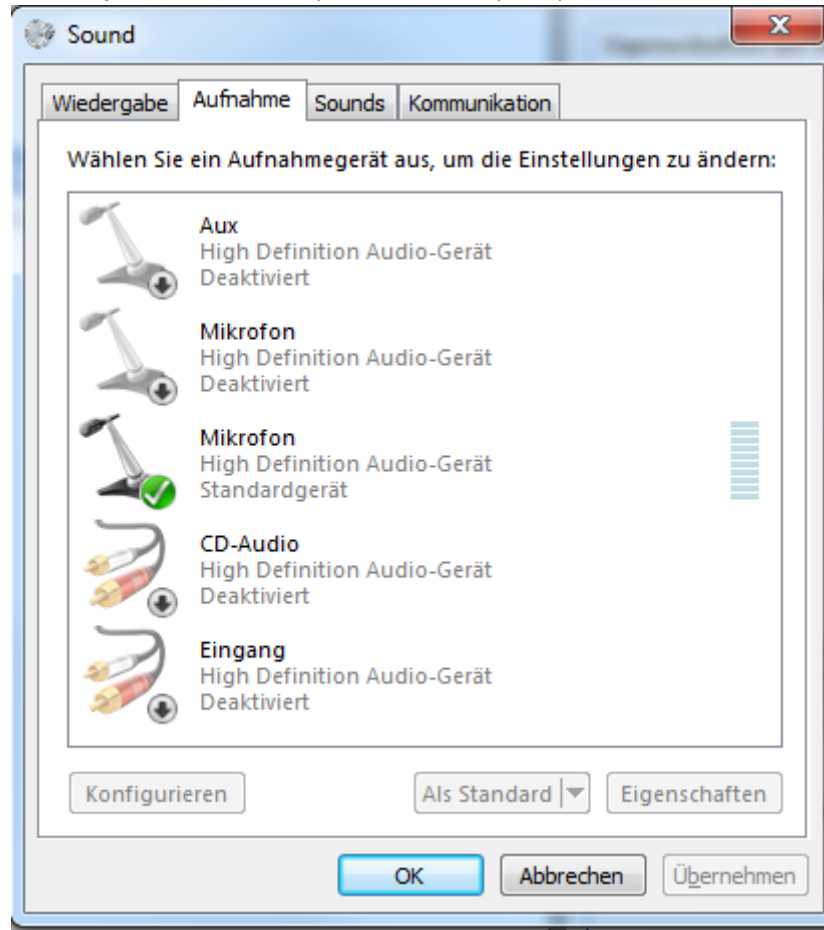 Sound
Wiedergabe Aufnahme Sounds Kommunikation
Wählen Sie ein Aufnahmegerät aus, um die Einstellungen zu ändern:
Aux
High Definition Audio-Gerät
Deaktiviert
Mikrofon
High Definition Audio-Gerät
Deaktiviert
Mikrofon
High Definition Audio-Gerät
Standardgerät
CD-Audio
High Definition Audio-Gerät
Deaktiviert
Eingang
High Definition Audio-Gerät
Deaktiviert
Konfigurieren Als Standard Eigenschaften
OK Abbrechen Übernehmen